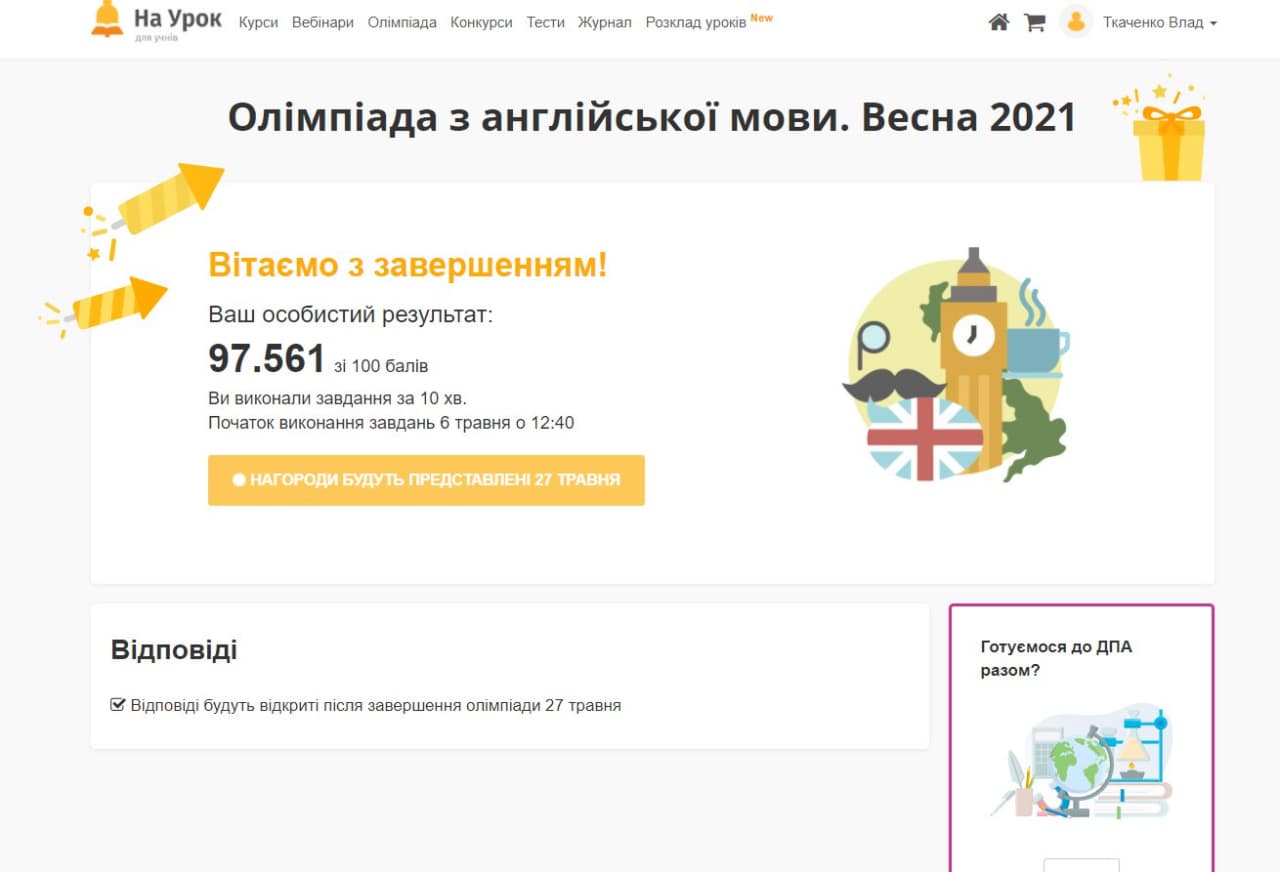 На Урок
для учнів
Курси Вебінари Олімпіада Конкурси Тести Журнал Розклад уроків New
Ткаченко Влад
Олімпіада з англійської мови. Весна 2021
Вітаємо з завершенням!
Ваш особистий результат:
97.561 зі 100 балів
Ви виконали завдання за 10 хв.
Початок виконання завдань 6 травня о 12:40
НАГОРОДИ БУДУТЬ ПРЕДСТАВЛЕНІ 27 ТРАВНЯ
Відповіді
Відповіді будуть відкриті після завершення олімпіади 27 травня
Готуємося до ДПА
разом?